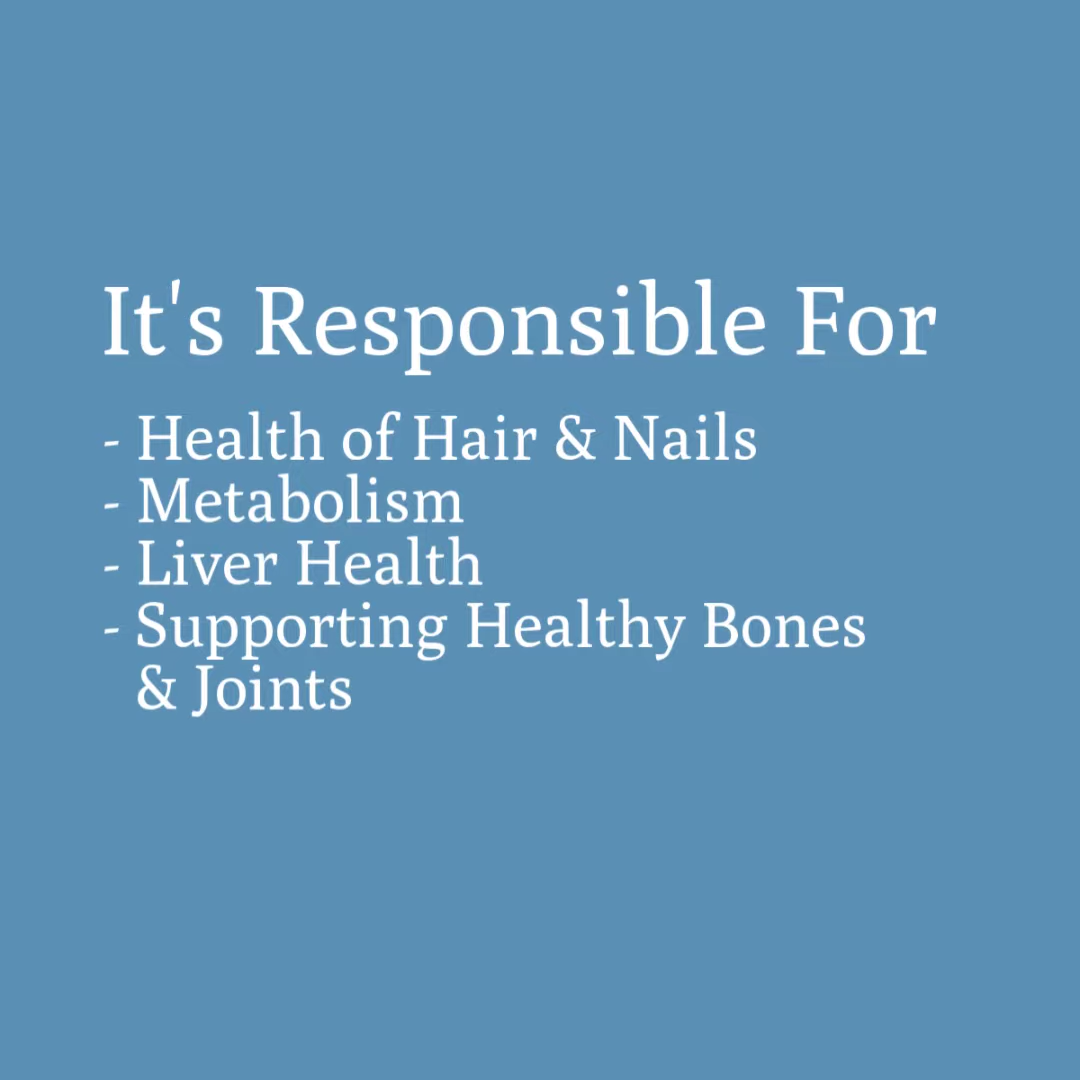 It's Responsible For
- Health of Hair & Nails
- Metabolism
- Liver Health
- Supporting Healthy Bones
& Joints